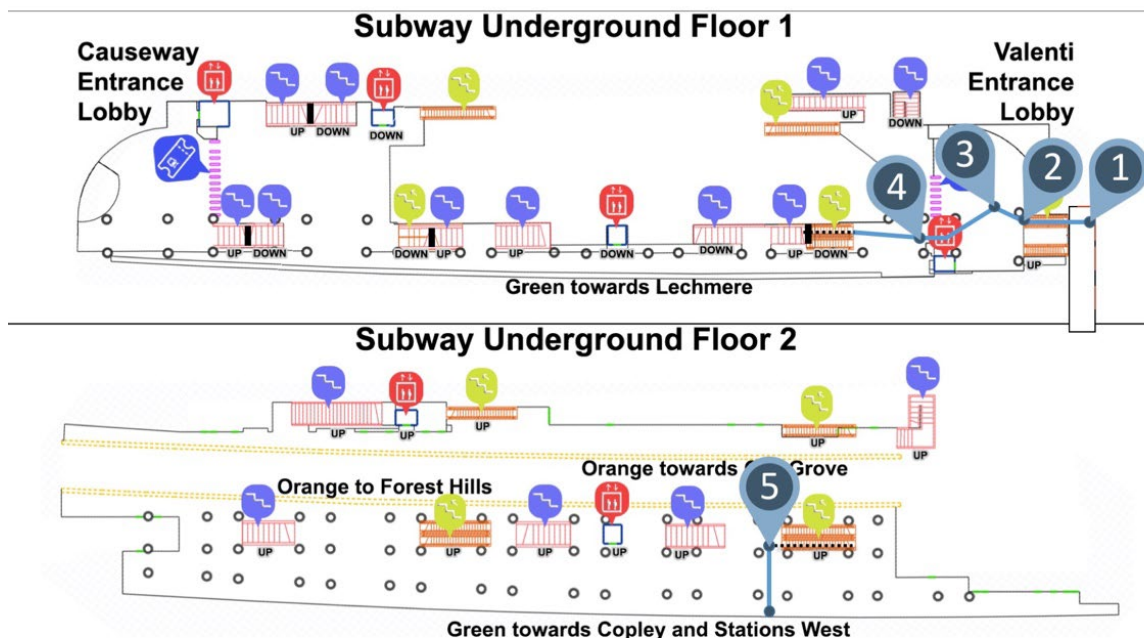 Subway Underground Floor 1
Causeway
Entrance
Lobby
Valenti
Entrance
Lobby
UP DOWN
DOWN
DOWN
3
2
1
4
UP DOWN
DOWN UP
UP
DOWN
DOWN
UP DOWN
UP
Green towards Lechmere
Subway Underground Floor 2
UP
UP
UP
UP
UP
Orange towards Grove
Orange to Forest Hills
5
UP
UP
UP
UP
UP
UP
Green towards Copley and Stations West